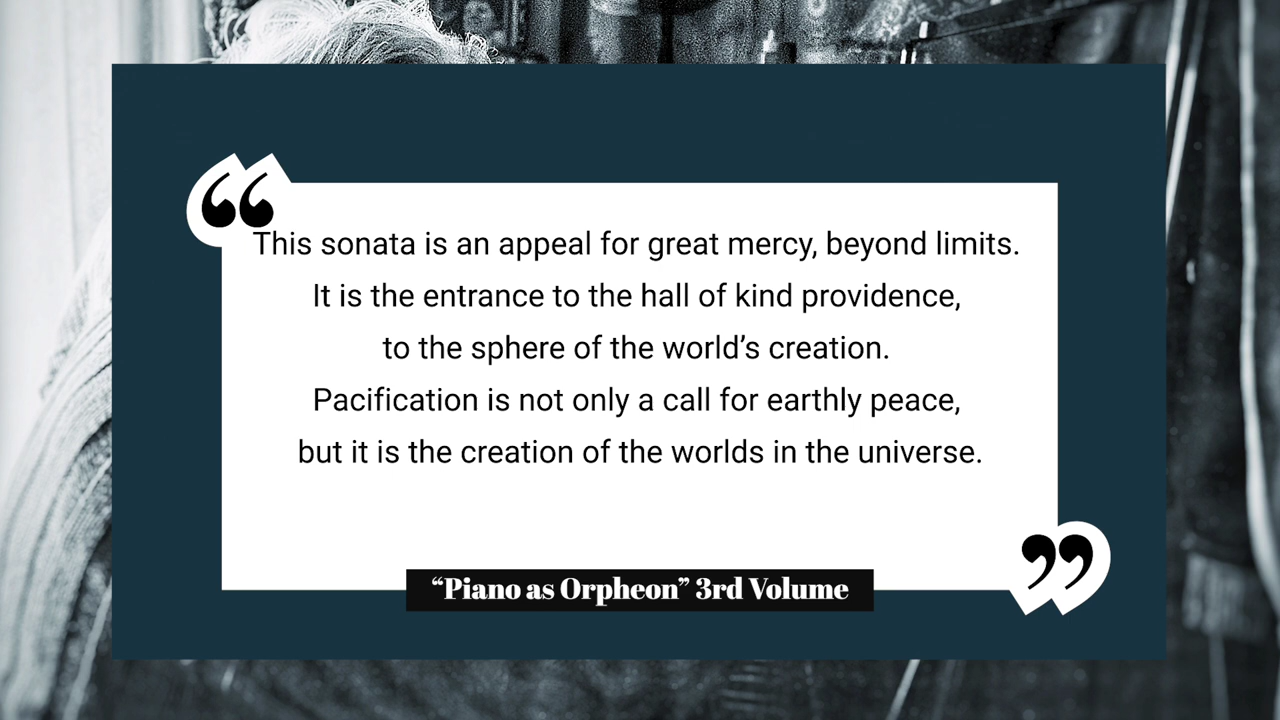 “
This sonata is an appeal for great mercy, beyond limits.
It is the entrance to the hall of kind providence,
to the sphere of the world’s creation.
Pacification is not only a call for earthly peace,
but it is the creation of the worlds in the universe.
”
“Piano as Orpheon” 3rd Volume